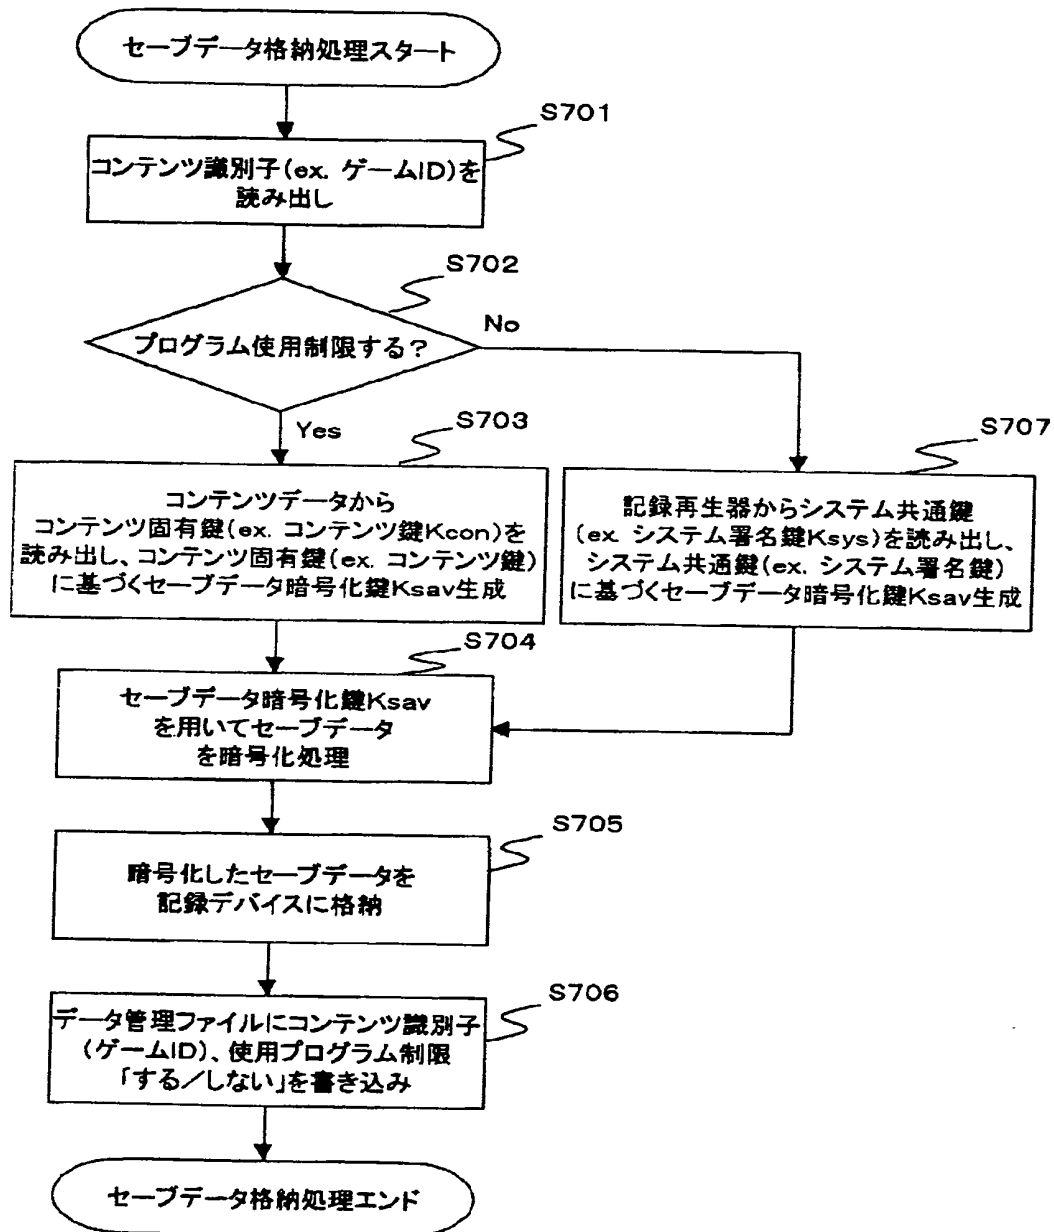 セーブデータ格納処理スタート
S701
コンテンツ識別子(ex. ゲームID)を
読み出し
S702
プログラム使用制限する?
No
Yes
S703
コンテンツデータから
コンテンツ固有鍵(ex. コンテンツ鍵Kcon)を
読み出し、コンテンツ固有鍵(ex. コンテンツ鍵)
に基づくセーブデータ暗号化鍵Ksav生成
S707
記録再生器からシステム共通鍵
(ex. システム署名鍵Ksys)を読み出し、
システム共通鍵(ex. システム署名鍵)
に基づくセーブデータ暗号化鍵Ksav生成
S704
セーブデータ暗号化鍵Ksav
を用いてセーブデータ
を暗号化処理
S705
暗号化したセーブデータを
記録デバイスに格納
S706
データ管理ファイルにコンテンツ識別子
(ゲームID)、使用プログラム制限
「する/しない」を書き込み
セーブデータ格納処理エンド